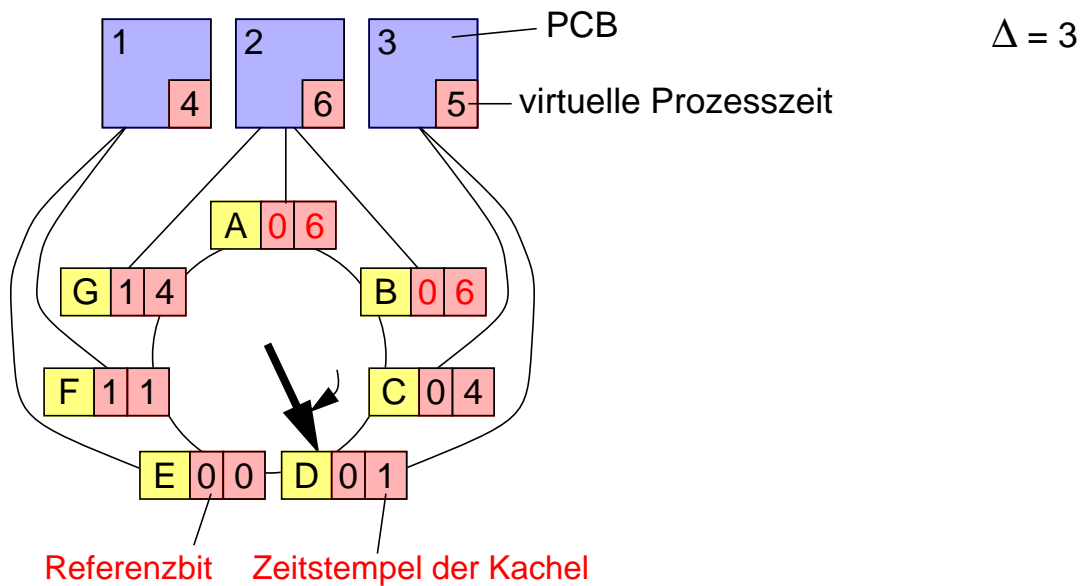 1 2 3 PCB Δ = 3
4 6 5 virtuelle Prozesszeit
A 0 6
G 1 4 B 0 6
F 1 1 C 0 4
E 0 0 D 0 1
Referenzbit Zeitstempel der Kachel